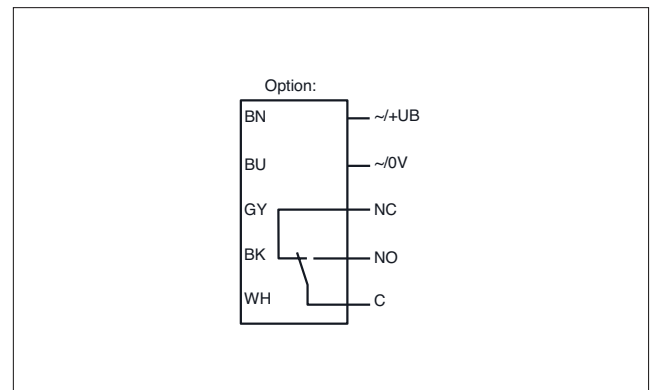 Option:
BN ~/+UB
BU ~/0V
GY NC
BK NO
WH C